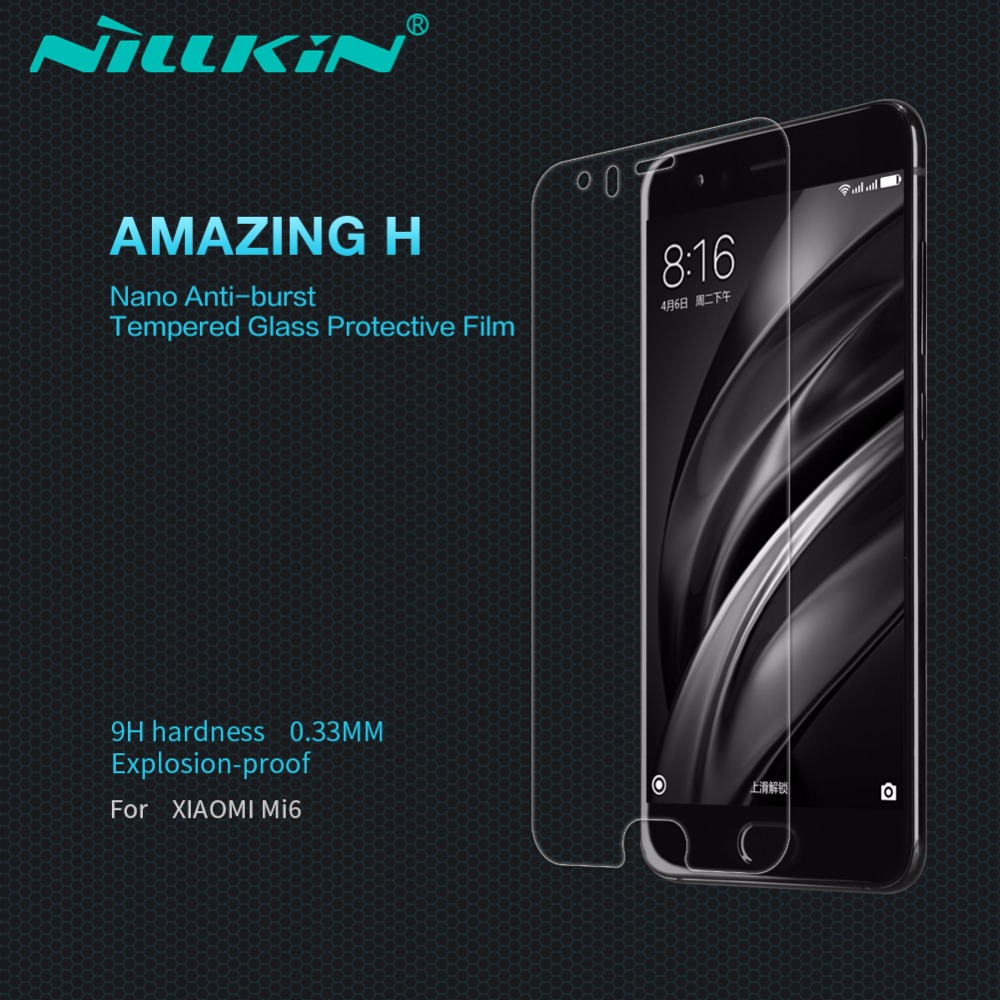 NILLKIN®
AMAZING H
Nano Anti-burst
Tempered Glass Protective Film
8:16
4月6日 周二下午
上滑解锁
9H hardness 0.33MM
Explosion-proof
For XIAOMI Mi6